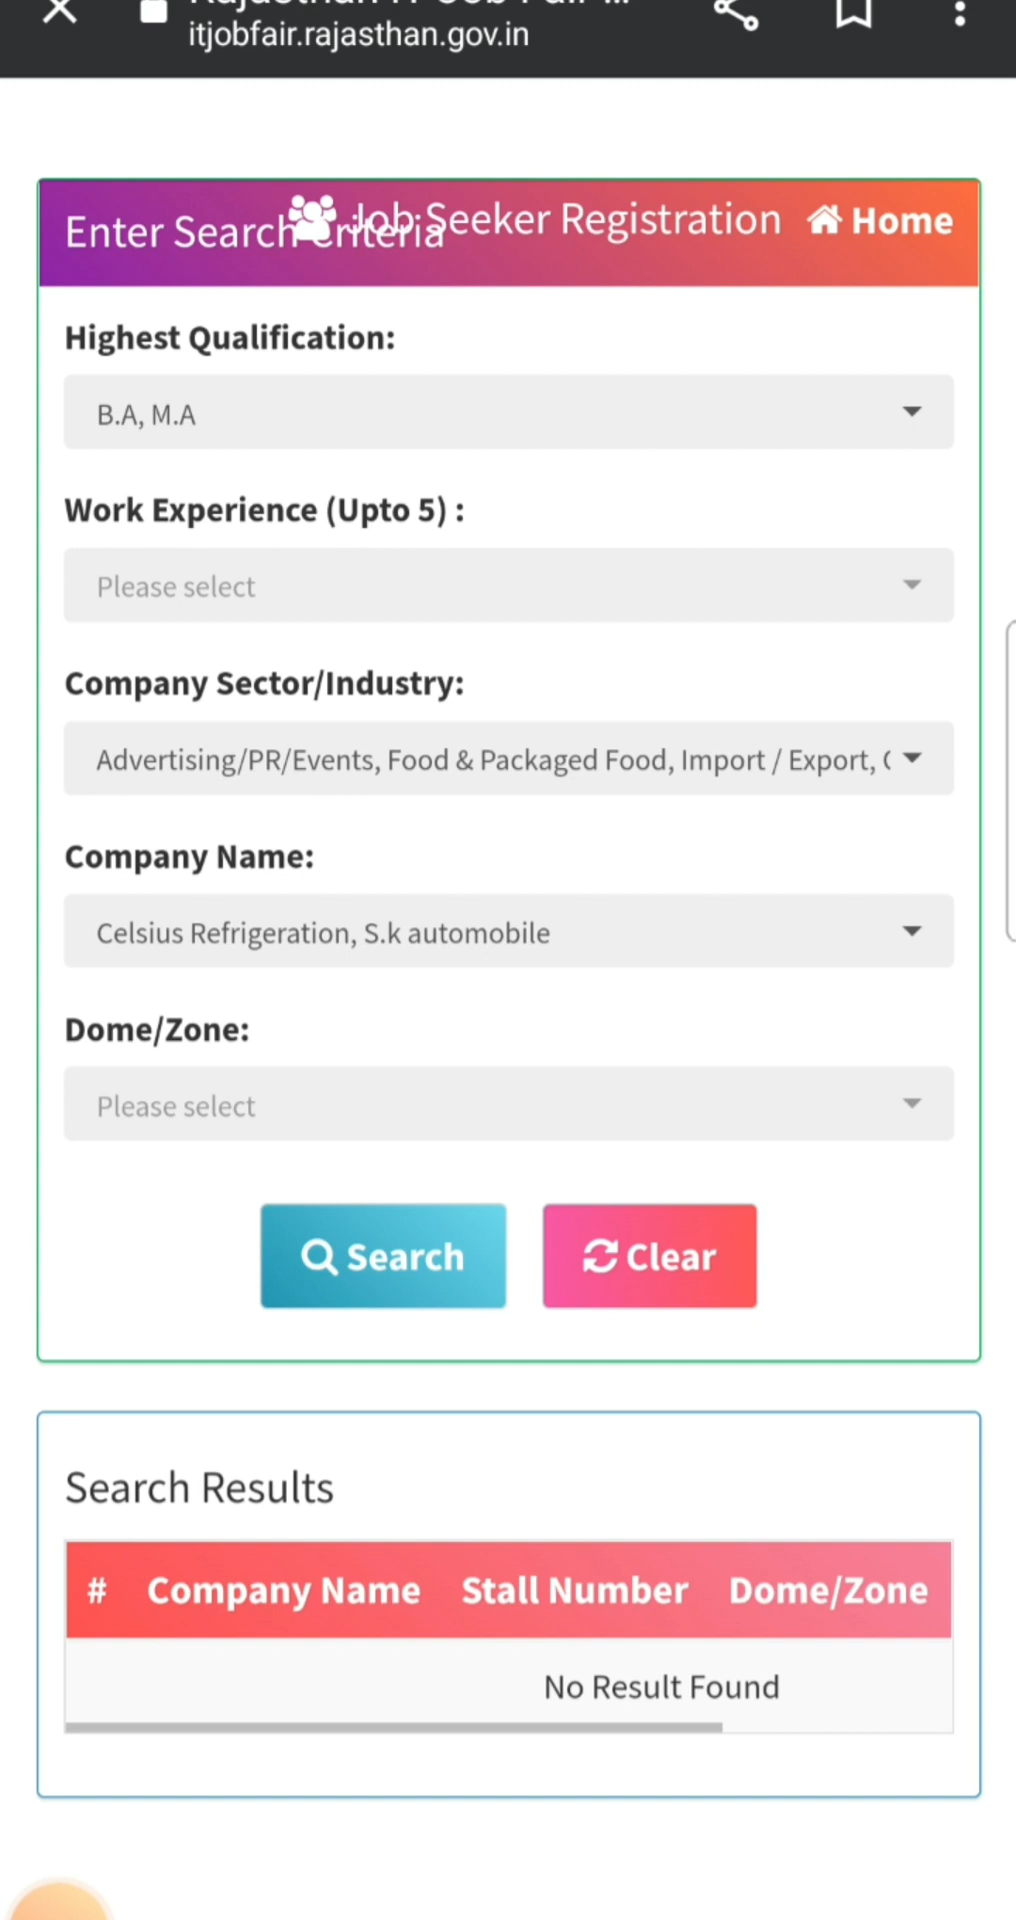 itjobfair.rajasthan.gov.in
Enter Search Criteria
Job Seeker Registration
Home
Highest Qualification:
B.A, M.A
Work Experience (Upto 5) :
Please select
Company Sector/Industry:
Advertising/PR/Events, Food & Packaged Food, Import / Export,
Company Name:
Celsius Refrigeration, S.k automobile
Dome/Zone:
Please select
Search
Clear
Search Results
# Company Name Stall Number Dome/Zone
No Result Found